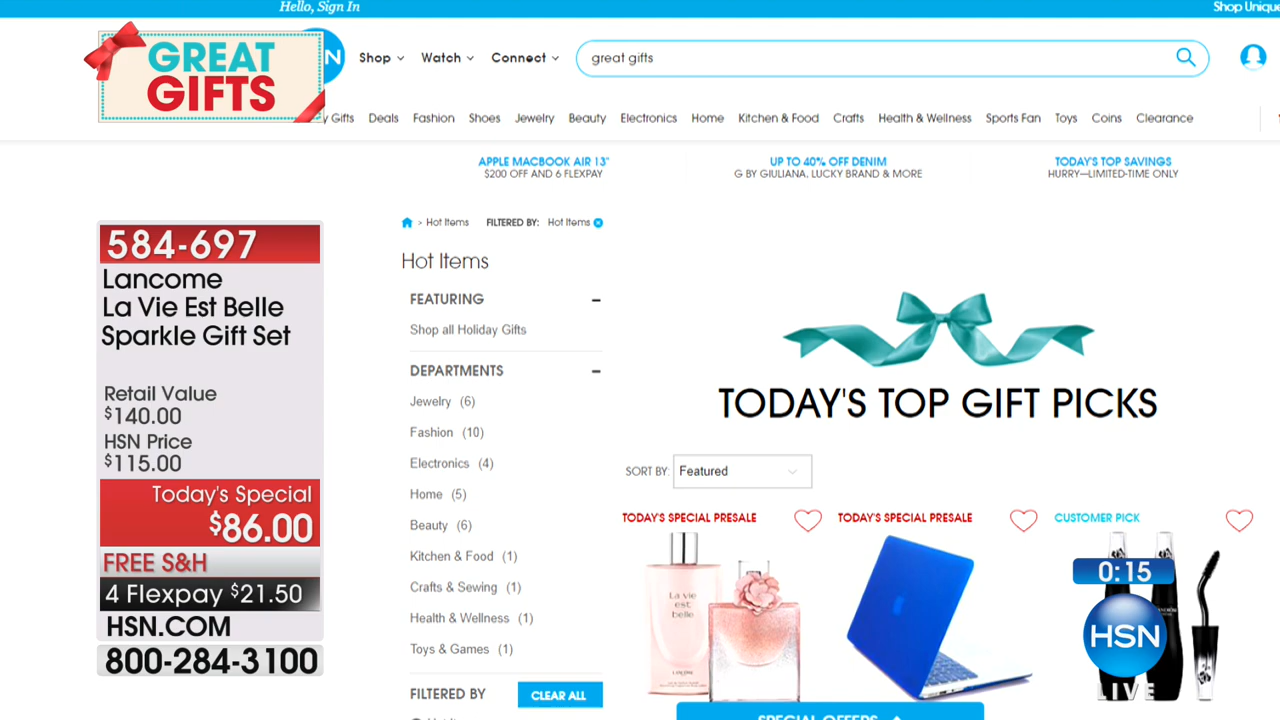 Hello, Sign In
Shop Unique
GREAT
GIFTS
N
Shop
Watch
Connect
great gifts
y Gifts
Deals
Fashion
Shoes
Jewelry
Beauty
Electronics
Home
Kitchen & Food
Crafts
Health & Wellness
Sports Fan
Toys
Coins
Clearance
APPLE MACBOOK AIR 13"
$200 OFF AND 6 FLEXPAY
UP TO 40% OFF DENIM
G BY GIULIANA, LUCKY BRAND & MORE
TODAY'S TOP SAVINGS
HURRY—LIMITED-TIME ONLY
584-697
Lancome
La Vie Est Belle
Sparkle Gift Set
Retail Value
$140.00
HSN Price
$115.00
Today's Special
$86.00
FREE S&H
4 Flexpay $21.50
HSN.COM
800-284-3100
> Hot Items
FILTERED BY: Hot Items
Hot Items
FEATURING
Shop all Holiday Gifts
DEPARTMENTS
Jewelry (6)
Fashion (10)
Electronics (4)
Home (5)
Beauty (6)
Kitchen & Food (1)
Crafts & Sewing (1)
Health & Wellness (1)
Toys & Games (1)
FILTERED BY
CLEAR ALL
TODAY'S TOP GIFT PICKS
SORT BY: Featured
TODAY'S SPECIAL PRESALE
TODAY'S SPECIAL PRESALE
CUSTOMER PICK
La vie
est
belle
LANCÔME
0:15
HSN
LIVE
SPECIAL OFFERS